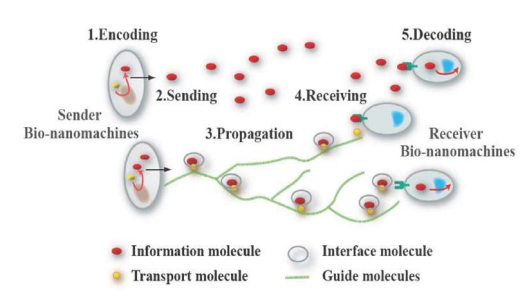 1.Encoding
5.Decoding
2.Sending
4.Receiving
Sender
Bio-nanomachines
3.Propagation
Receiver
Bio-nanomachines
Information molecule
Interface molecule
Transport molecule
Guide molecules